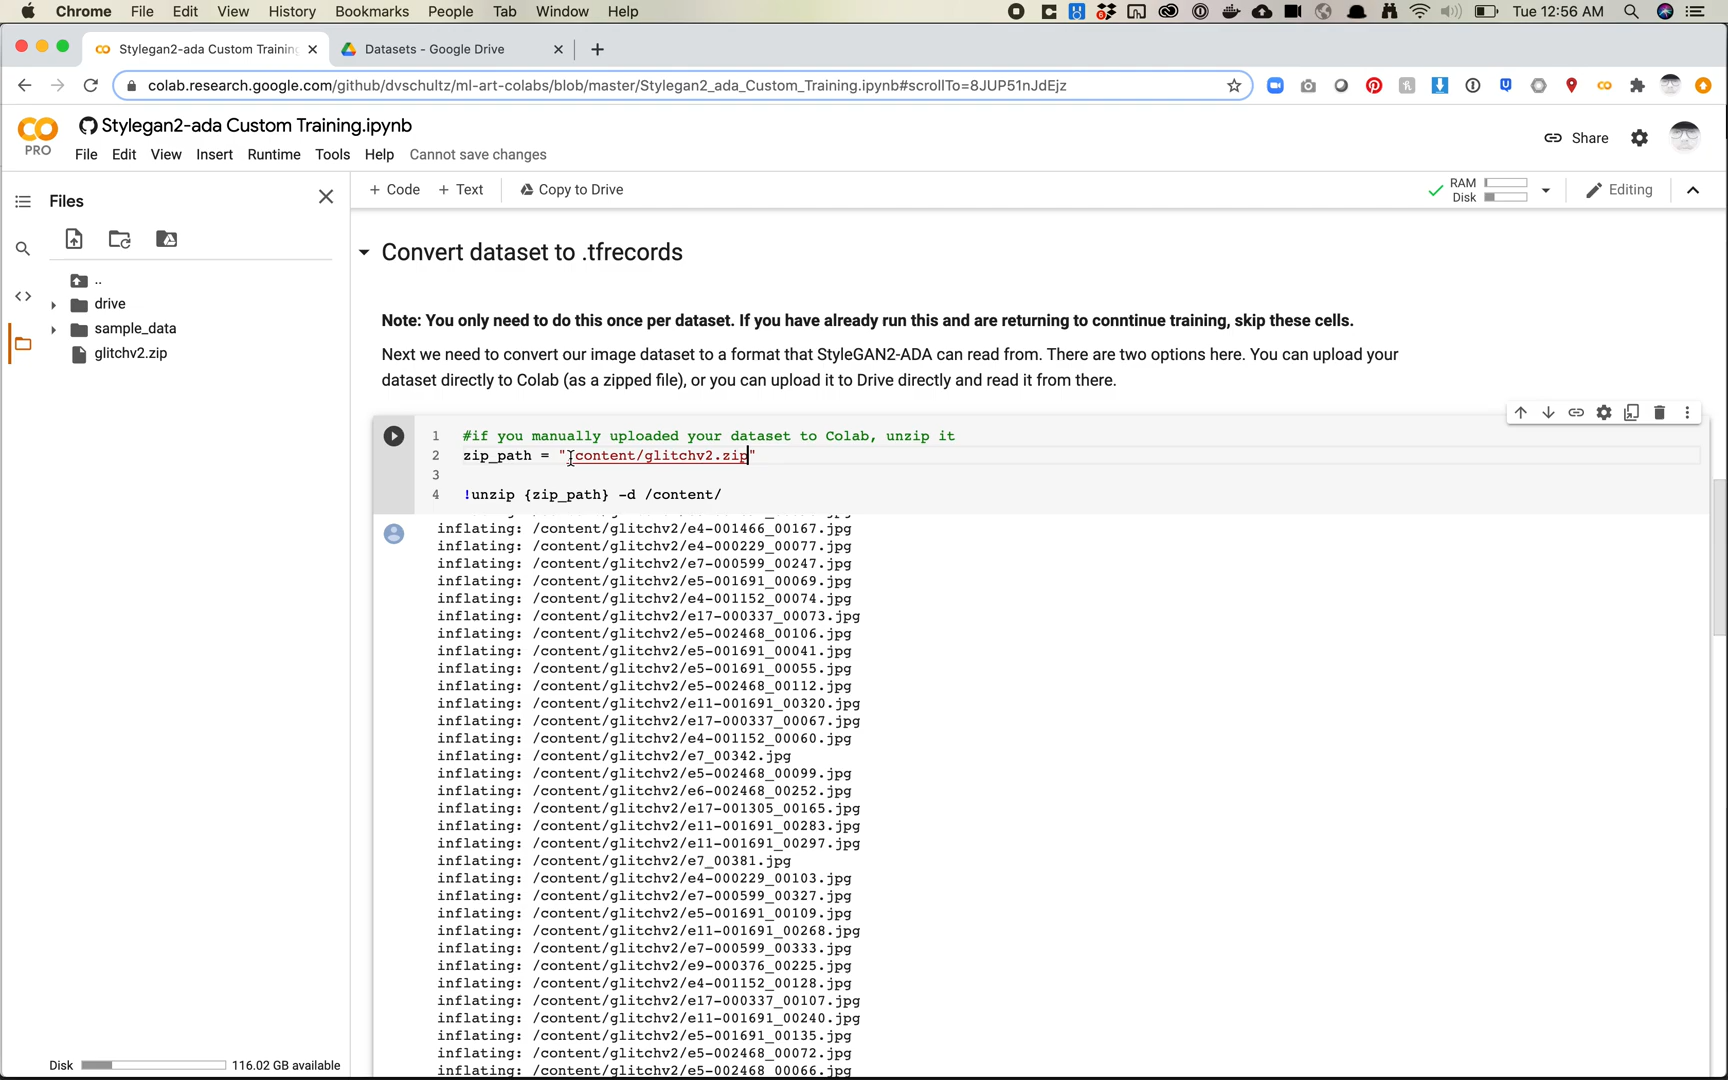 Chrome File Edit View History Bookmarks People Tab Window Help Tue 12:56 AM
Stylegan2-ada Custom Training Datasets - Google Drive
colab.research.google.com/github/dvschultz/ml-art-colabs/blob/master/Stylegan2_ada_Custom_Training.ipynb#scrollTo=8JUP51nJdEjz
Stylegan2-ada Custom Training.ipynb
PRO
File Edit View Insert Runtime Tools Help Cannot save changes
Share
Files
+ Code + Text Copy to Drive
RAM
Disk
Editing
..
drive
sample_data
glitchv2.zip
Disk 116.02 GB available
Convert dataset to .tfrecords
Note: You only need to do this once per dataset. If you have already run this and are returning to conntinue training, skip these cells.
Next we need to convert our image dataset to a format that StyleGAN2-ADA can read from. There are two options here. You can upload your
dataset directly to Colab (as a zipped file), or you can upload it to Drive directly and read it from there.
1 #if you manually uploaded your dataset to Colab, unzip it
2 zip_path = "/content/glitchv2.zip"
3
4 !unzip {zip_path} -d /content/
inflating: /content/glitchv2/e4-001466_00167.jpg
inflating: /content/glitchv2/e4-000229_00077.jpg
inflating: /content/glitchv2/e7-000599_00247.jpg
inflating: /content/glitchv2/e5-001691_00069.jpg
inflating: /content/glitchv2/e4-001152_00074.jpg
inflating: /content/glitchv2/e17-000337_00073.jpg
inflating: /content/glitchv2/e5-002468_00106.jpg
inflating: /content/glitchv2/e5-001691_00041.jpg
inflating: /content/glitchv2/e5-001691_00055.jpg
inflating: /content/glitchv2/e5-002468_00112.jpg
inflating: /content/glitchv2/e11-001691_00320.jpg
inflating: /content/glitchv2/e17-000337_00067.jpg
inflating: /content/glitchv2/e4-001152_00060.jpg
inflating: /content/glitchv2/e7_00342.jpg
inflating: /content/glitchv2/e5-002468_00099.jpg
inflating: /content/glitchv2/e6-002468_00252.jpg
inflating: /content/glitchv2/e17-001305_00165.jpg
inflating: /content/glitchv2/e11-001691_00283.jpg
inflating: /content/glitchv2/e11-001691_00297.jpg
inflating: /content/glitchv2/e7_00381.jpg
inflating: /content/glitchv2/e4-000229_00103.jpg
inflating: /content/glitchv2/e7-000599_00327.jpg
inflating: /content/glitchv2/e5-001691_00109.jpg
inflating: /content/glitchv2/e11-001691_00268.jpg
inflating: /content/glitchv2/e7-000599_00333.jpg
inflating: /content/glitchv2/e9-000376_00225.jpg
inflating: /content/glitchv2/e4-001152_00128.jpg
inflating: /content/glitchv2/e17-000337_00107.jpg
inflating: /content/glitchv2/e11-001691_00240.jpg
inflating: /content/glitchv2/e5-001691_00135.jpg
inflating: /content/glitchv2/e5-002468_00072.jpg
inflating: /content/glitchv2/e5-002468_00066.jpg